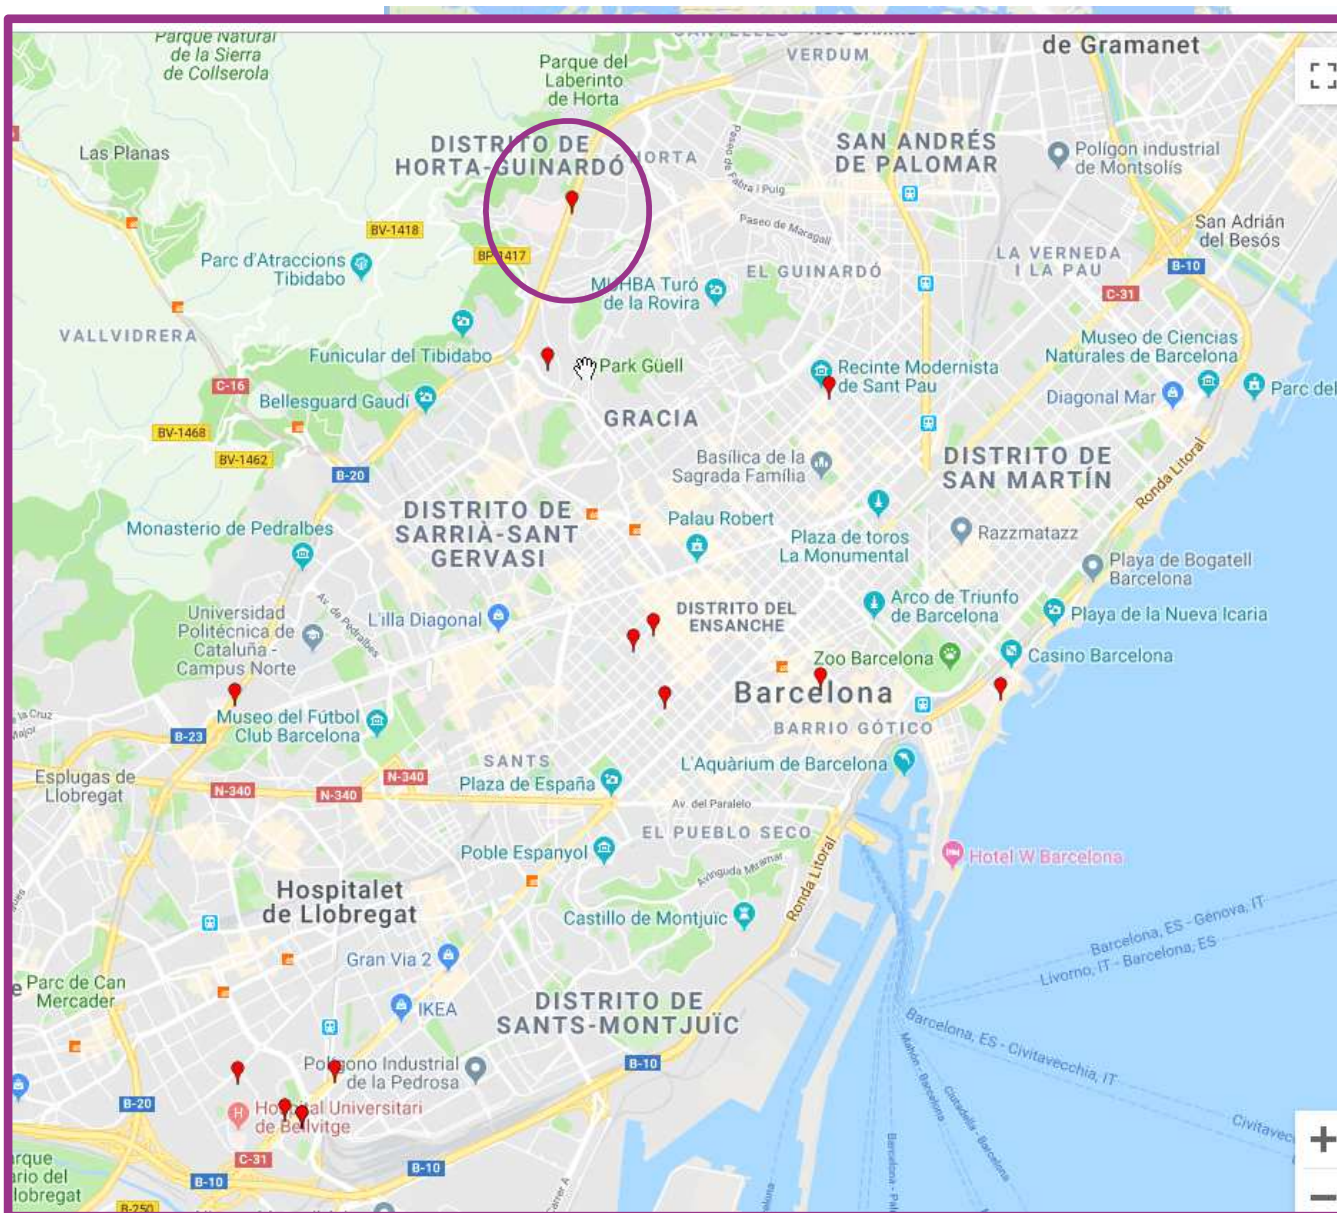 Parque Natural
de la Sierra
de Collserola
Parque del
Laberinto
de Horta
VERDUM
de Gramanet
Las Planas
DISTRITO DE
HORTA-GUINARDÓ
HORTA
Paseo de Fabra i Puig
SAN ANDRÉS
DE PALOMAR
Polígon industrial
de Montsolís
BV-1418
BP-1417
Parc d'Atraccions
Tibidabo
Paseo de Maragall
San Adrián
del Besós
B-10
LA VERNEDA
I LA PAU
C-31
EL GUINARDÓ
MUHBA Turó
de la Rovira
VALLVIDRERA
Funicular del Tibidabo
Museo de Ciencias
Naturales de Barcelona
Park Güell
Recinte Modernista
de Sant Pau
C-16
Bellesguard Gaudí
Diagonal Mar
Parc del
GRACIA
BV-1468
BV-1462
B-20
Basílica de la
Sagrada Família
DISTRITO DE
SAN MARTÍN
Ronda Litoral
DISTRITO DE
SARRIÀ-SANT
GERVASI
Monasterio de Pedralbes
Palau Robert
Plaza de toros
La Monumental
Razzmatazz
Playa de Bogatell
Barcelona
Universidad
Politécnica de
Cataluña -
Campus Norte
Av. de Pedralbes
L'illa Diagonal
DISTRITO DEL
ENSANCHE
Arco de Triunfo
de Barcelona
Playa de la Nueva Icaria
Zoo Barcelona
Casino Barcelona
Barcelona
BARRIO GÓTICO
la Cruz
Major
B-23
Museo del Fútbol
Club Barcelona
SANTS
Plaza de España
L'Aquàrium de Barcelona
Esplugas de
Llobregat
N-340
N-340
N-340
Av. del Paralelo
EL PUEBLO SECO
Poble Espanyol
Avinguda Miramar
Ronda Litoral
Hotel W Barcelona
Hospitalet
de Llobregat
Castillo de Montjuïc
Barcelona, ES - Génova, IT
Livorno, IT - Barcelona, ES
Gran Via 2
Parc de Can
Mercader
IKEA
DISTRITO DE
SANTS-MONTJUÏC
Barcelona, ES - Civitavecchia, IT
Mahón - Barcelona
Ciutadella - Barcelona
Polígono Industrial
de la Pedrosa
B-10
B-20
H
Hospital Universitari
de Bellvitge
Civitavec
C-31
B-10
B-10
B-250
Barcelona - Pal